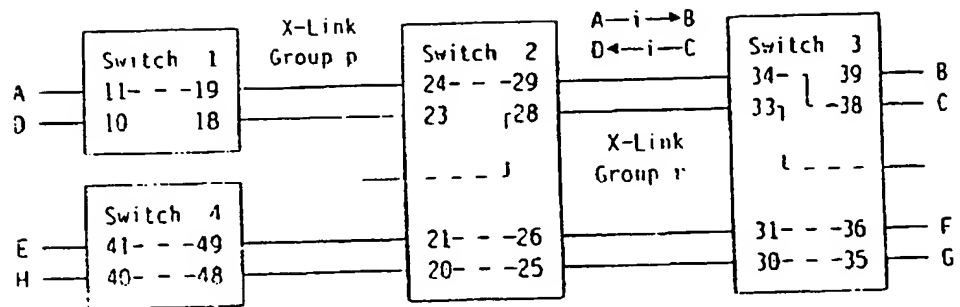 X-Link
Group p
A—i→B
D←i—C
Switch 1
Switch 2
Switch 3
A
11- - -19
24- - -29
34- 39
B
D
10 18
23 28
33 -38
C
X-Link
Group r
Switch 4
E
41- - -49
21- - -26
31- - -36
F
H
40- - -48
20- - -25
30- - -35
G